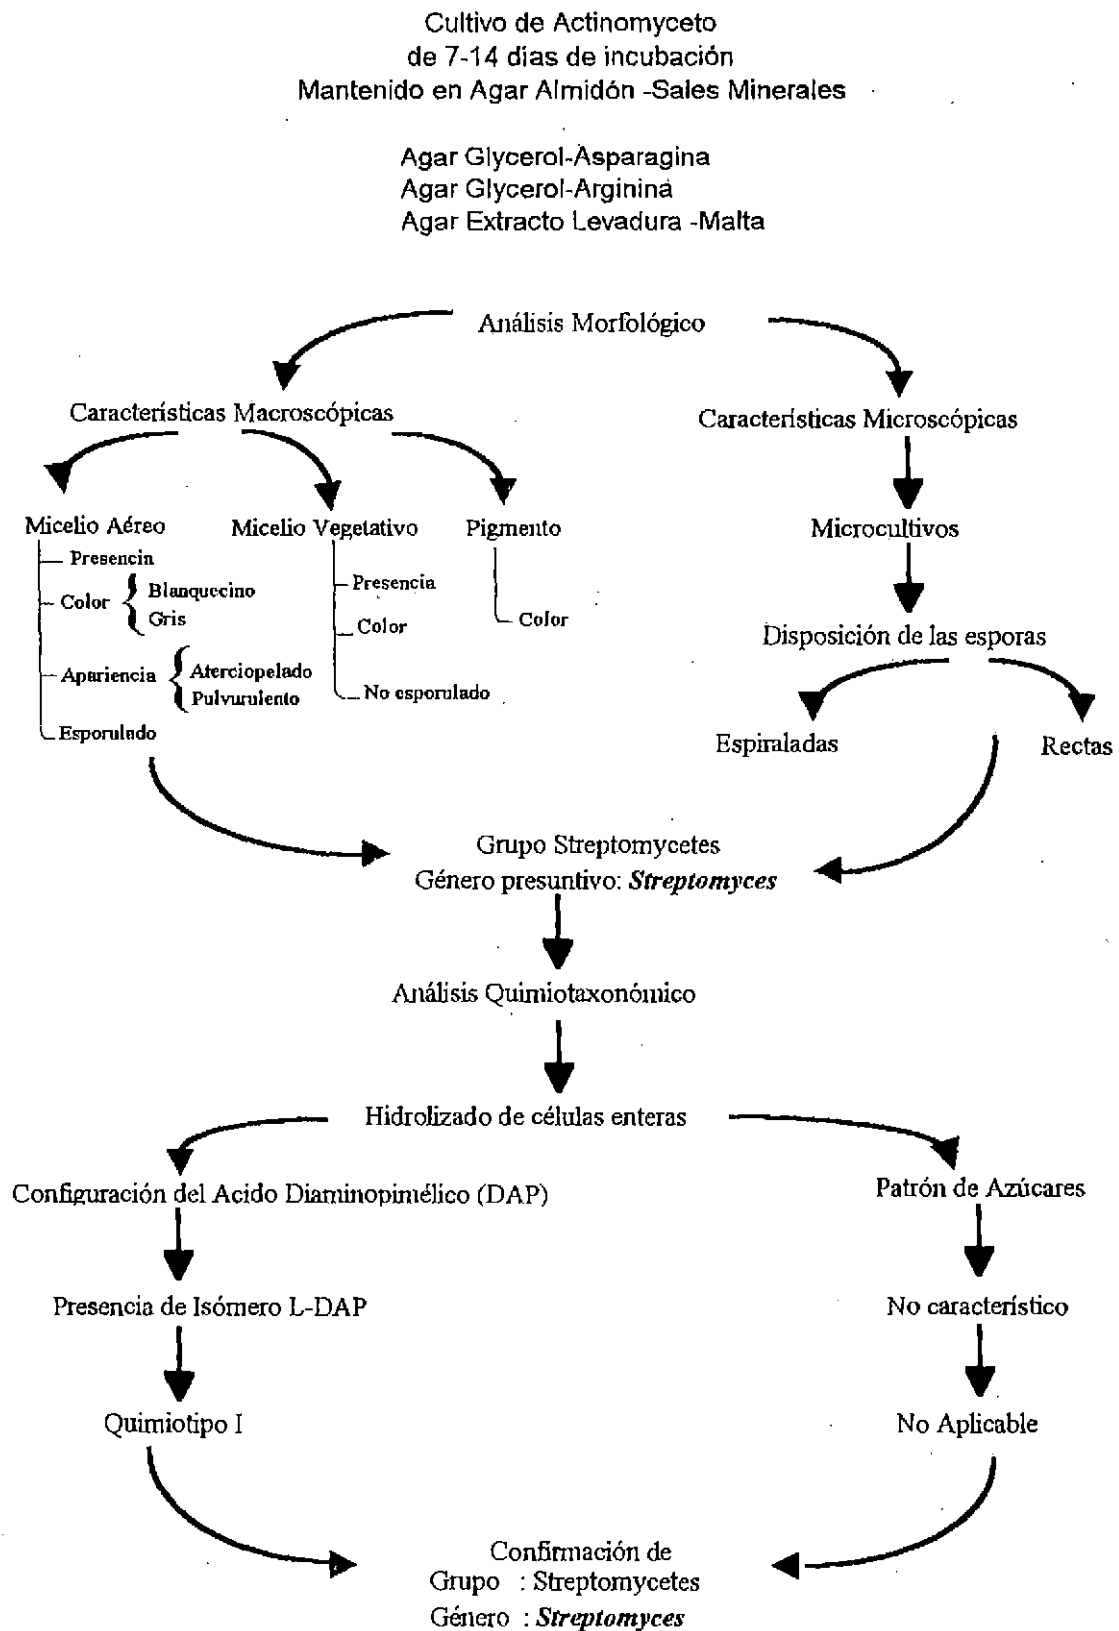 Cultivo de Actinomyceto
de 7-14 días de incubación
Mantenido en Agar Almidón -Sales Minerales
Agar Glycerol-Asparagina
Agar Glycerol-Arginina
Agar Extracto Levadura -Malta
Análisis Morfológico
Características Macroscópicas
Características Microscópicas
Micelio Aéreo
Presencia
Color
Blanquecino
Gris
Apariencia
Aterciopelado
Pulvurulento
Esporulado
Micelio Vegetativo
Presencia
Color
No esporulado
Pigmento
Color
Microcultivos
Disposición de las esporas
Espiraladas
Rectas
Grupo Streptomycetes
Género presuntivo: Streptomyces
Análisis Quimiotaxonómico
Hidrolizado de células enteras
Configuración del Acido Diaminopimélico (DAP)
Patrón de Azúcares
Presencia de Isómero L-DAP
No característico
Quimiotipo I
No Aplicable
Confirmación de
Grupo : Streptomycetes
Género : Streptomyces